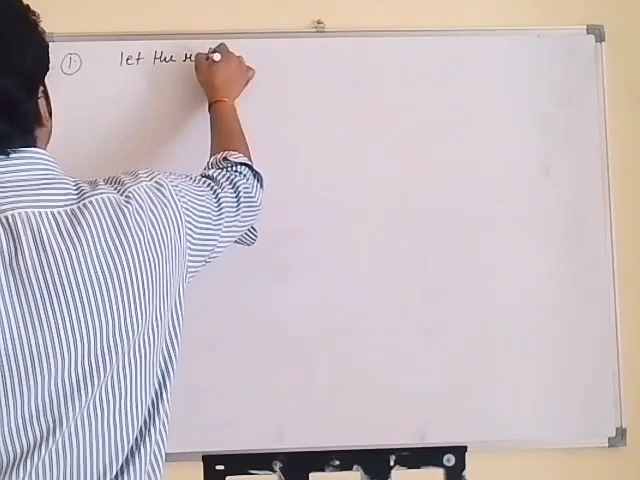 ① let the